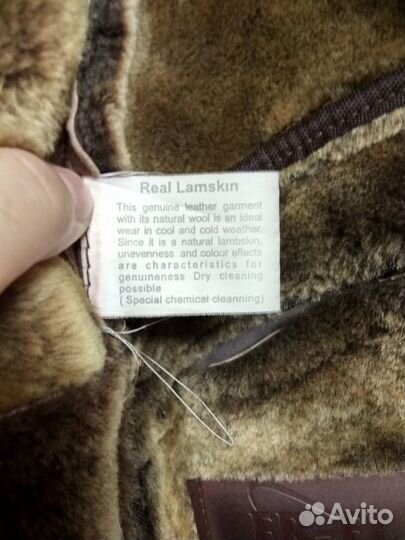 Real Lamskin
This genuine leather garment
with its natural wool is an ideal
wear in cool and cold weather.
Since it is a natural lambskin,
unevenness and colour effects
are characteristics for
genuineness Dry cleaning
possible
( Special chemical cleanning)
Avito